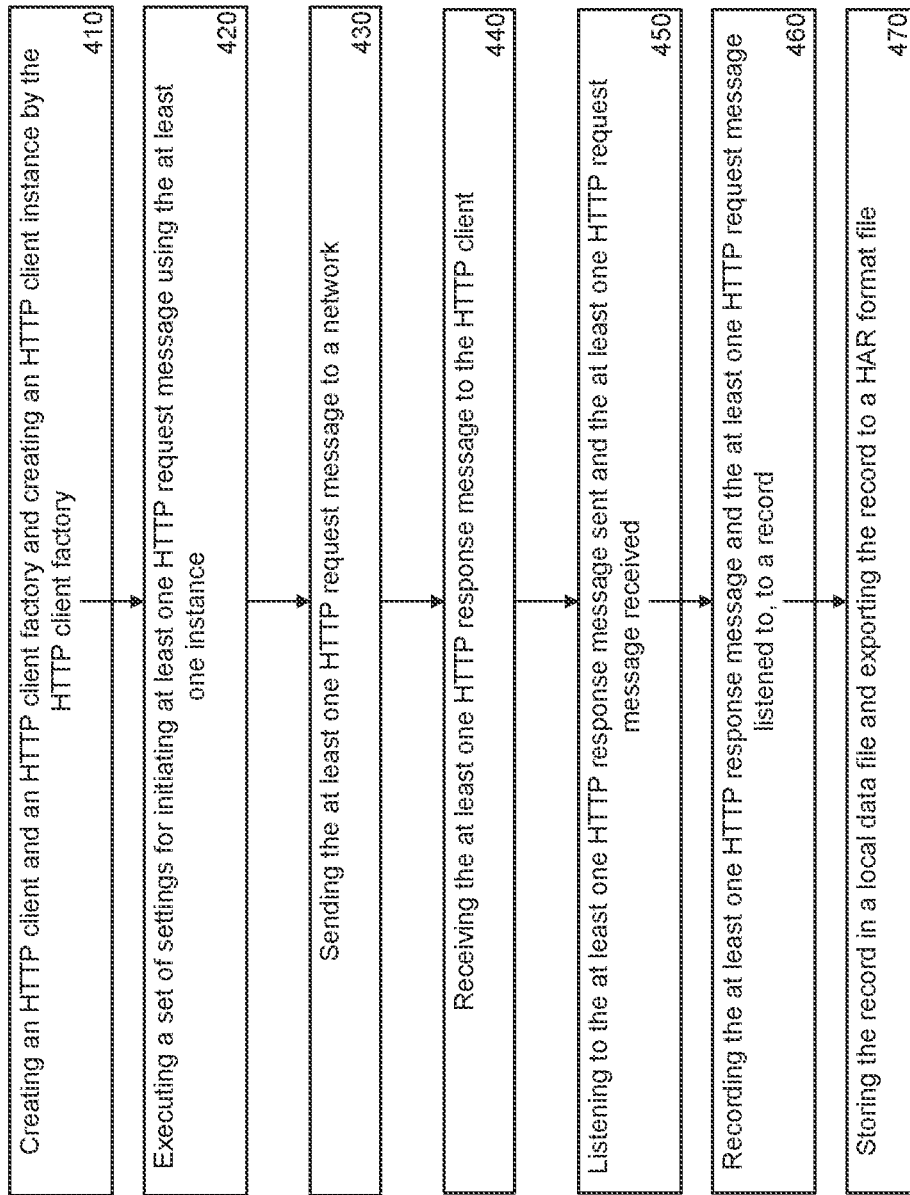 Creating an HTTP client and an HTTP client factory and creating an HTTP client instance by the
HTTP client factory
410
Executing a set of settings for initiating at least one HTTP request message using the at least
one instance
420
Sending the at least one HTTP request message to a network
430
Receiving the at least one HTTP response message to the HTTP client
440
Listening to the at least one HTTP response message sent and the at least one HTTP request
message received
450
Recording the at least one HTTP response message and the at least one HTTP request message
listened to, to a record
460
Storing the record in a local data file and exporting the record to a HAR format file
470